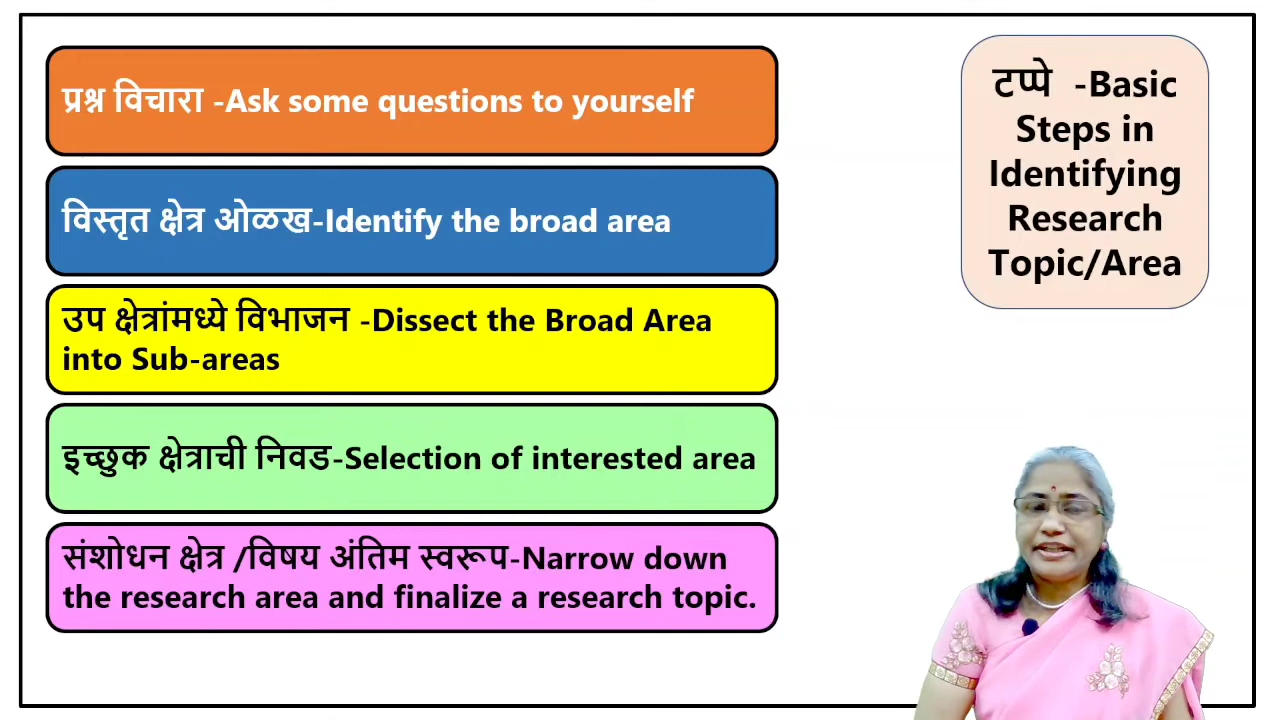 प्रश्न विचारा -Ask some questions to yourself
विस्तृत क्षेत्र ओळख-Identify the broad area
उप क्षेत्रांमध्ये विभाजन -Dissect the Broad Area
into Sub-areas
इच्छुक क्षेत्राची निवड-Selection of interested area
संशोधन क्षेत्र /विषय अंतिम स्वरूप-Narrow down
the research area and finalize a research topic.
टप्पे -Basic
Steps in
Identifying
Research
Topic/Area